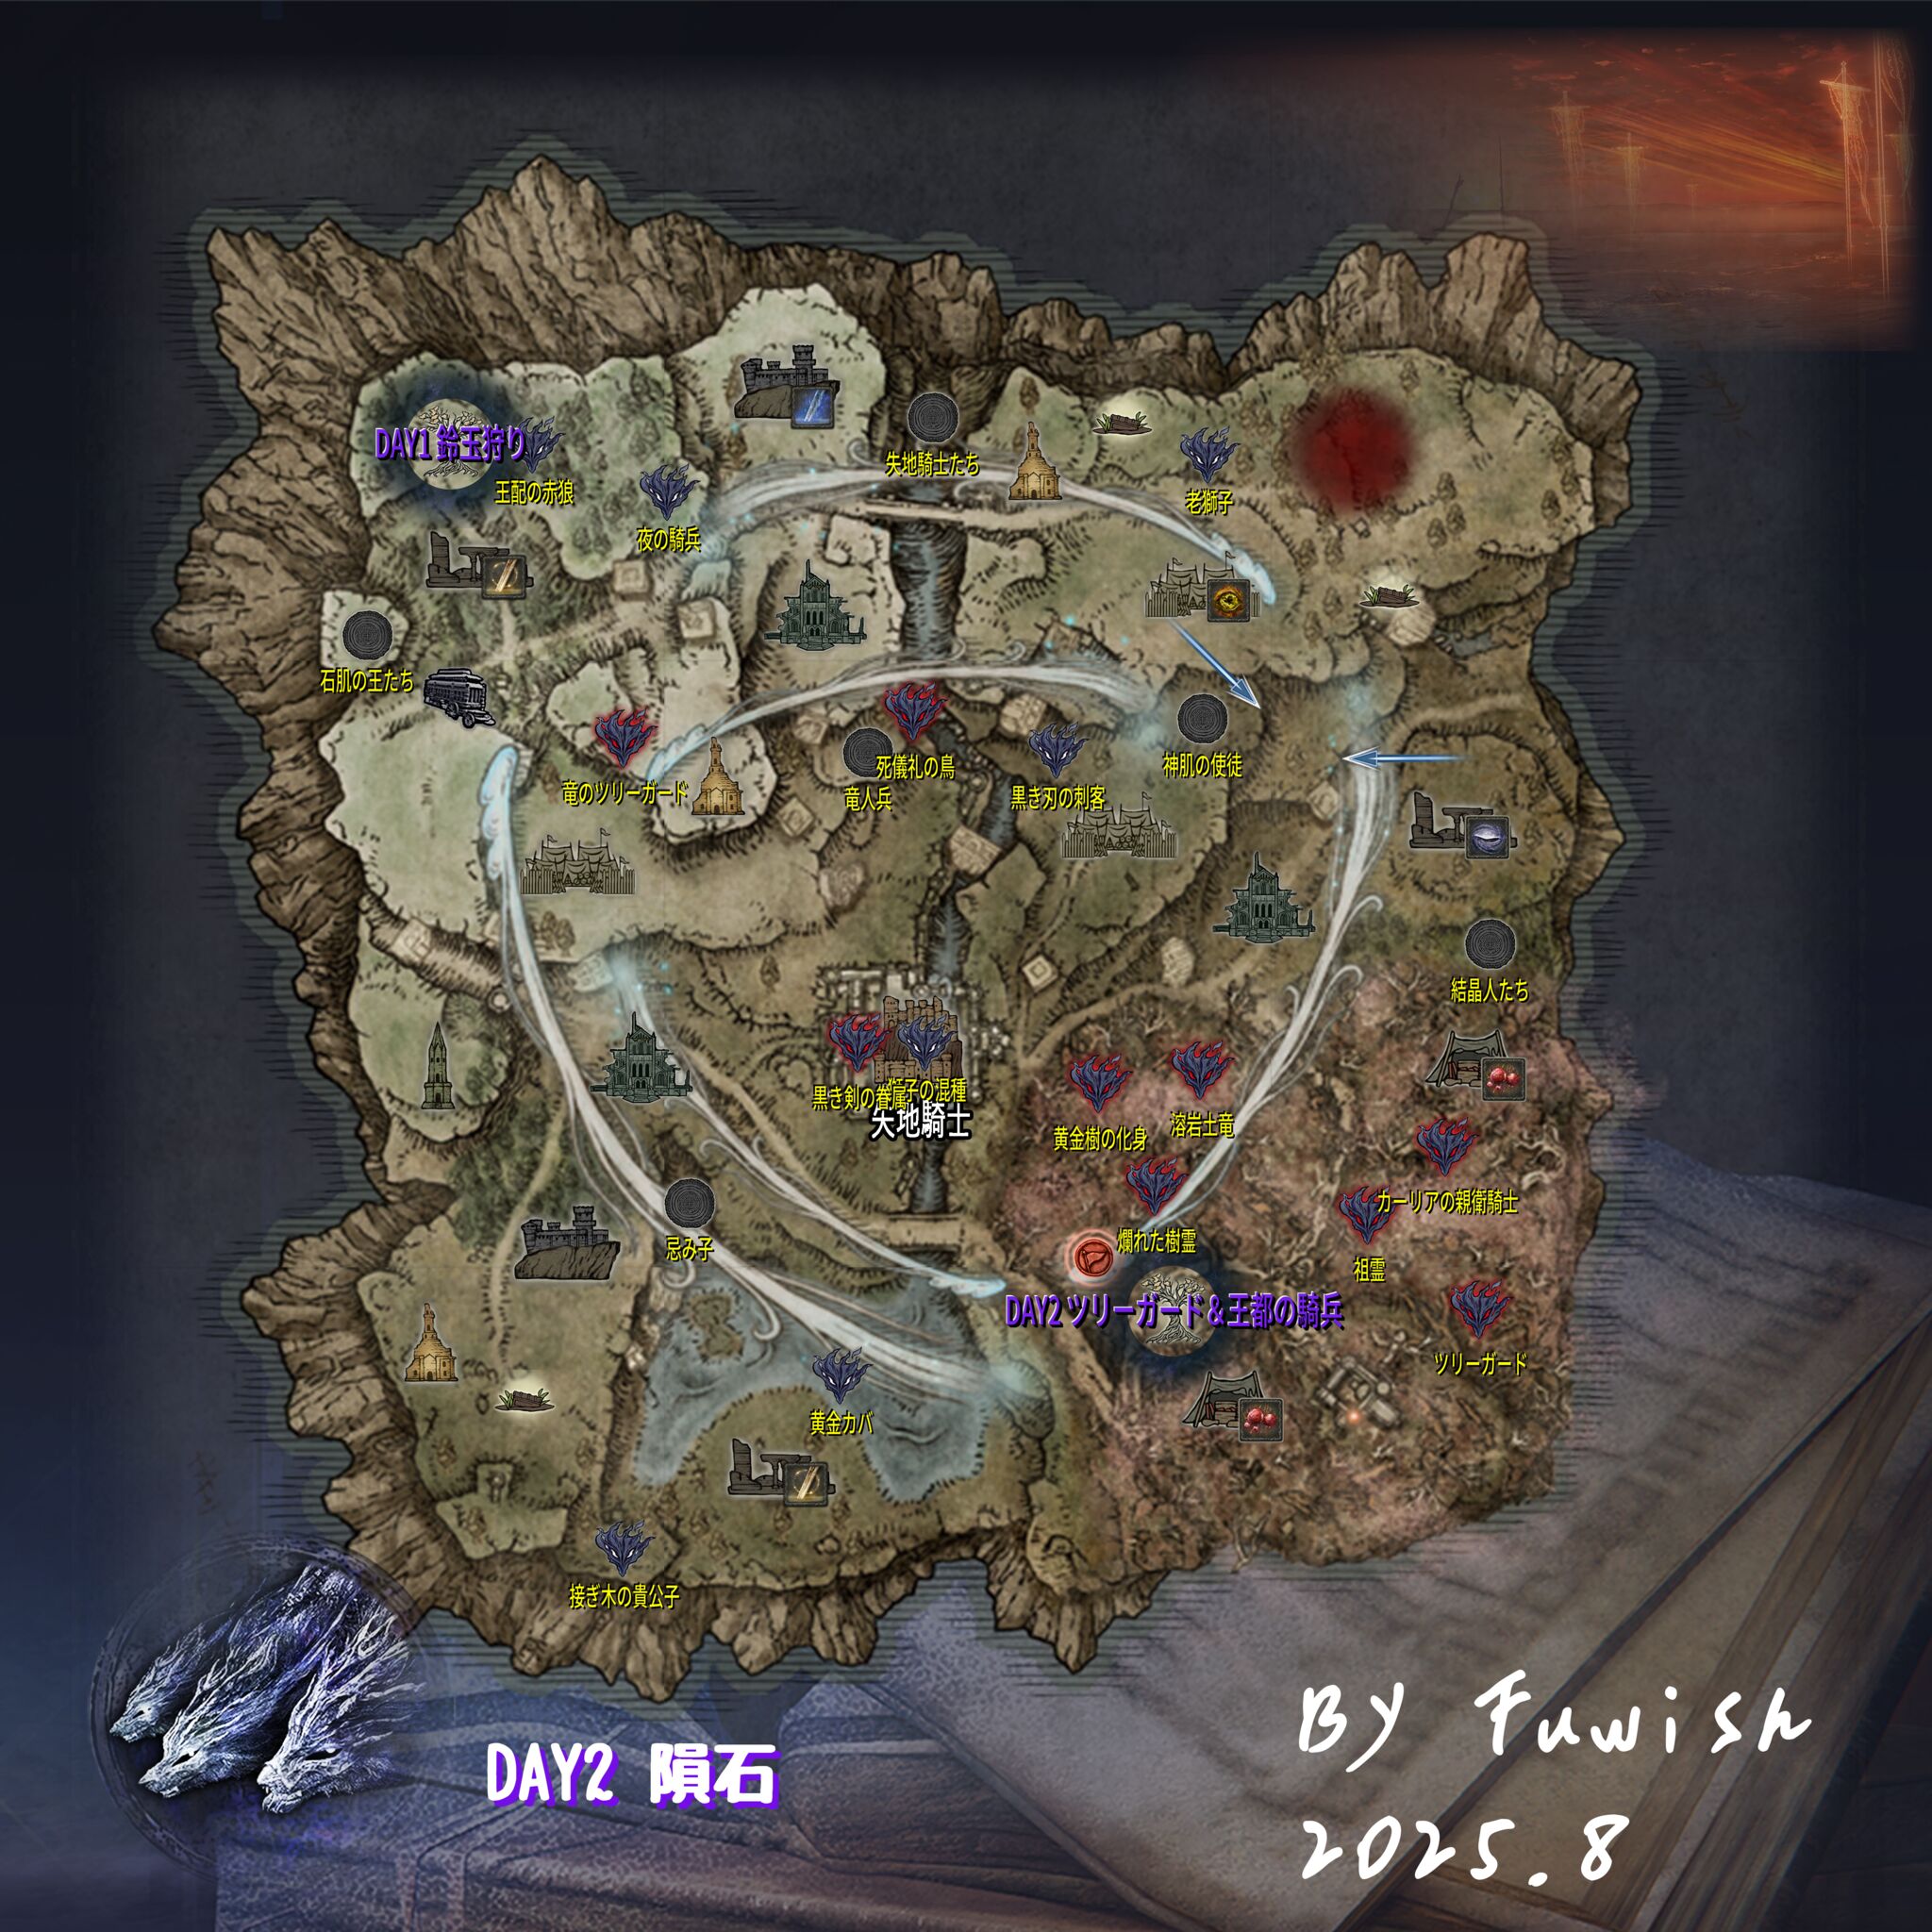 失地騎士たち
DAY1 鈴玉狩り
王配の赤狼
老獅子
夜の騎兵
石肌の王たち
竜のツリーガード
死儀礼の鳥
竜人兵
黒き刃の刺客
神肌の使徒
結晶人たち
黒き剣の眷属
獅子の混種
失地騎士
黄金樹の化身
溶岩土竜
カーリアの親衛騎士
爛れた樹霊
忌み子
祖霊
DAY2 ツリーガード&王都の騎兵
ツリーガード
黄金カバ
接ぎ木の貴公子
DAY2 隕石
By Fuwish
2025.8